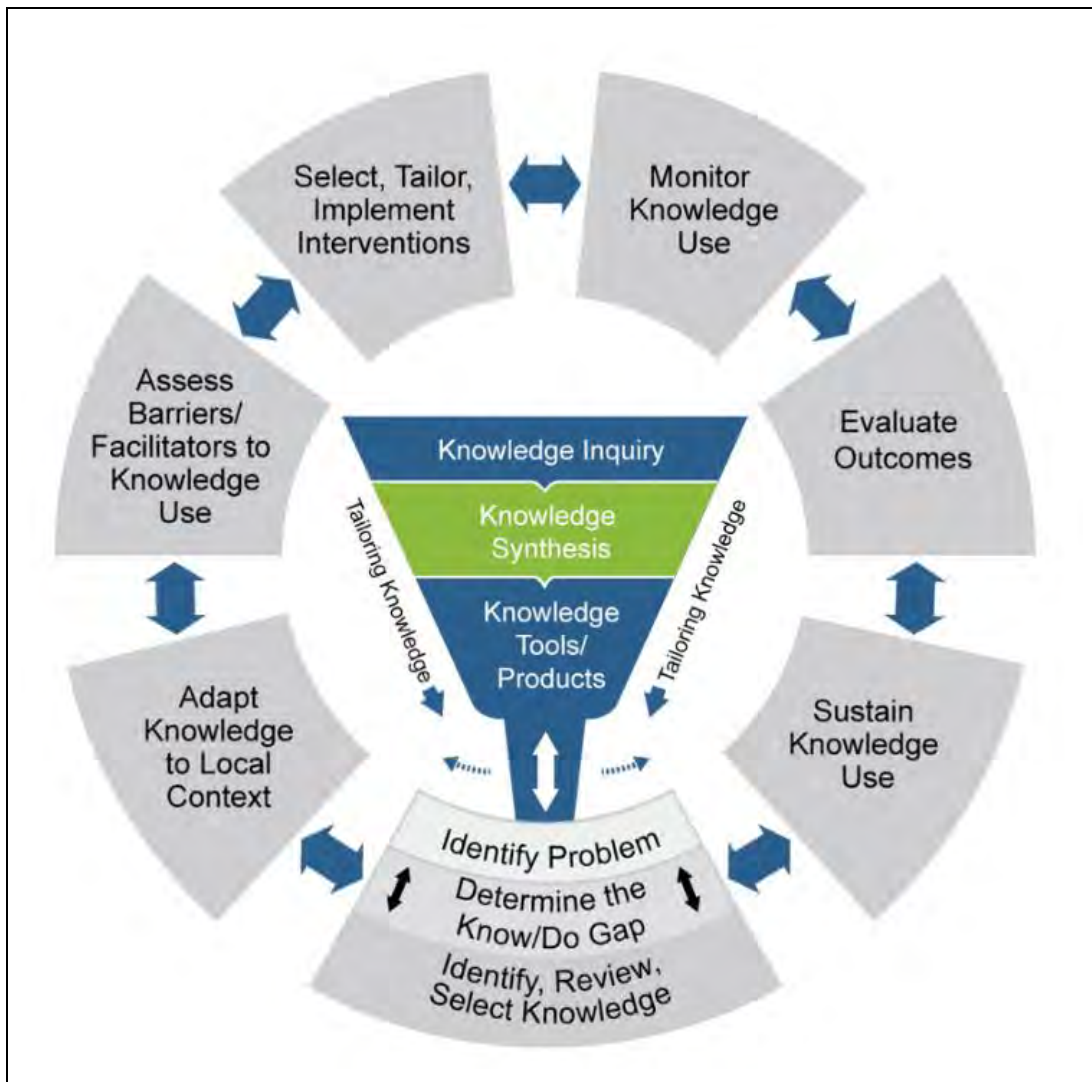 Select, Tailor,
Implement
Interventions
Monitor
Knowledge
Use
Assess
Barriers/
Facilitators to
Knowledge
Use
Evaluate
Outcomes
Knowledge Inquiry
Knowledge
Synthesis
Knowledge
Tools/
Products
Tailoring Knowledge
Tailoring Knowledge
Adapt
Knowledge
to Local
Context
Sustain
Knowledge
Use
Identify Problem
Determine the
Know/Do Gap
Identify, Review,
Select Knowledge